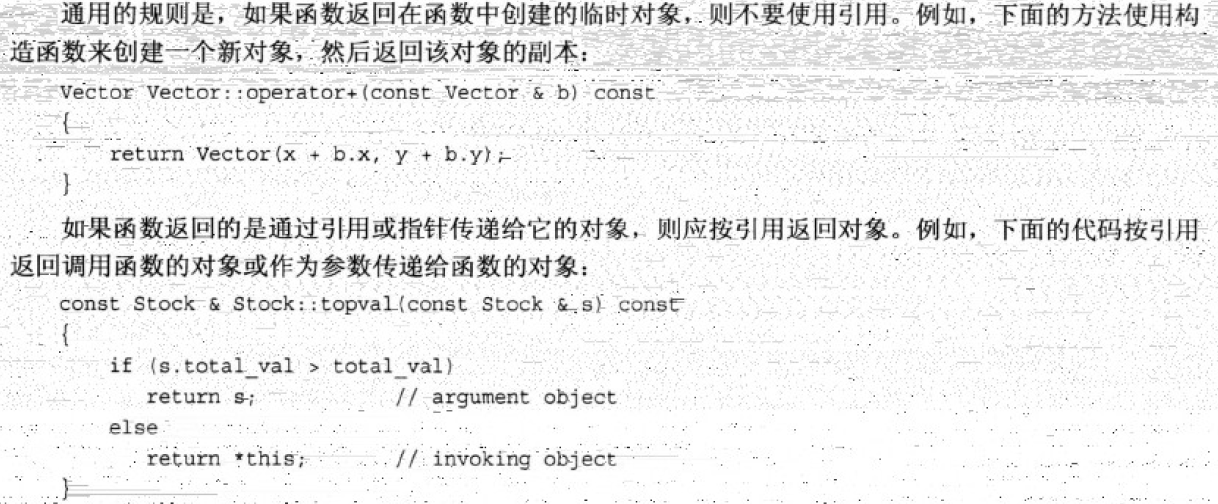 通用的规则是，如果函数返回在函数中创建的临时对象，则不要使用引用。例如，下面的方法使用构
造函数来创建一个新对象，然后返回该对象的副本：
Vector Vector::operator+(const Vector & b) const
{
    return Vector(x + b.x, y + b.y);
}
如果函数返回的是通过引用或指针传递给它的对象，则应按引用返回对象。例如，下面的代码按引用
返回调用函数的对象或作为参数传递给函数的对象：
const Stock & Stock::topval(const Stock & s) const
{
    if (s.total_val > total_val)
        return s;               // argument object
    else
        return *this;          // invoking object
}